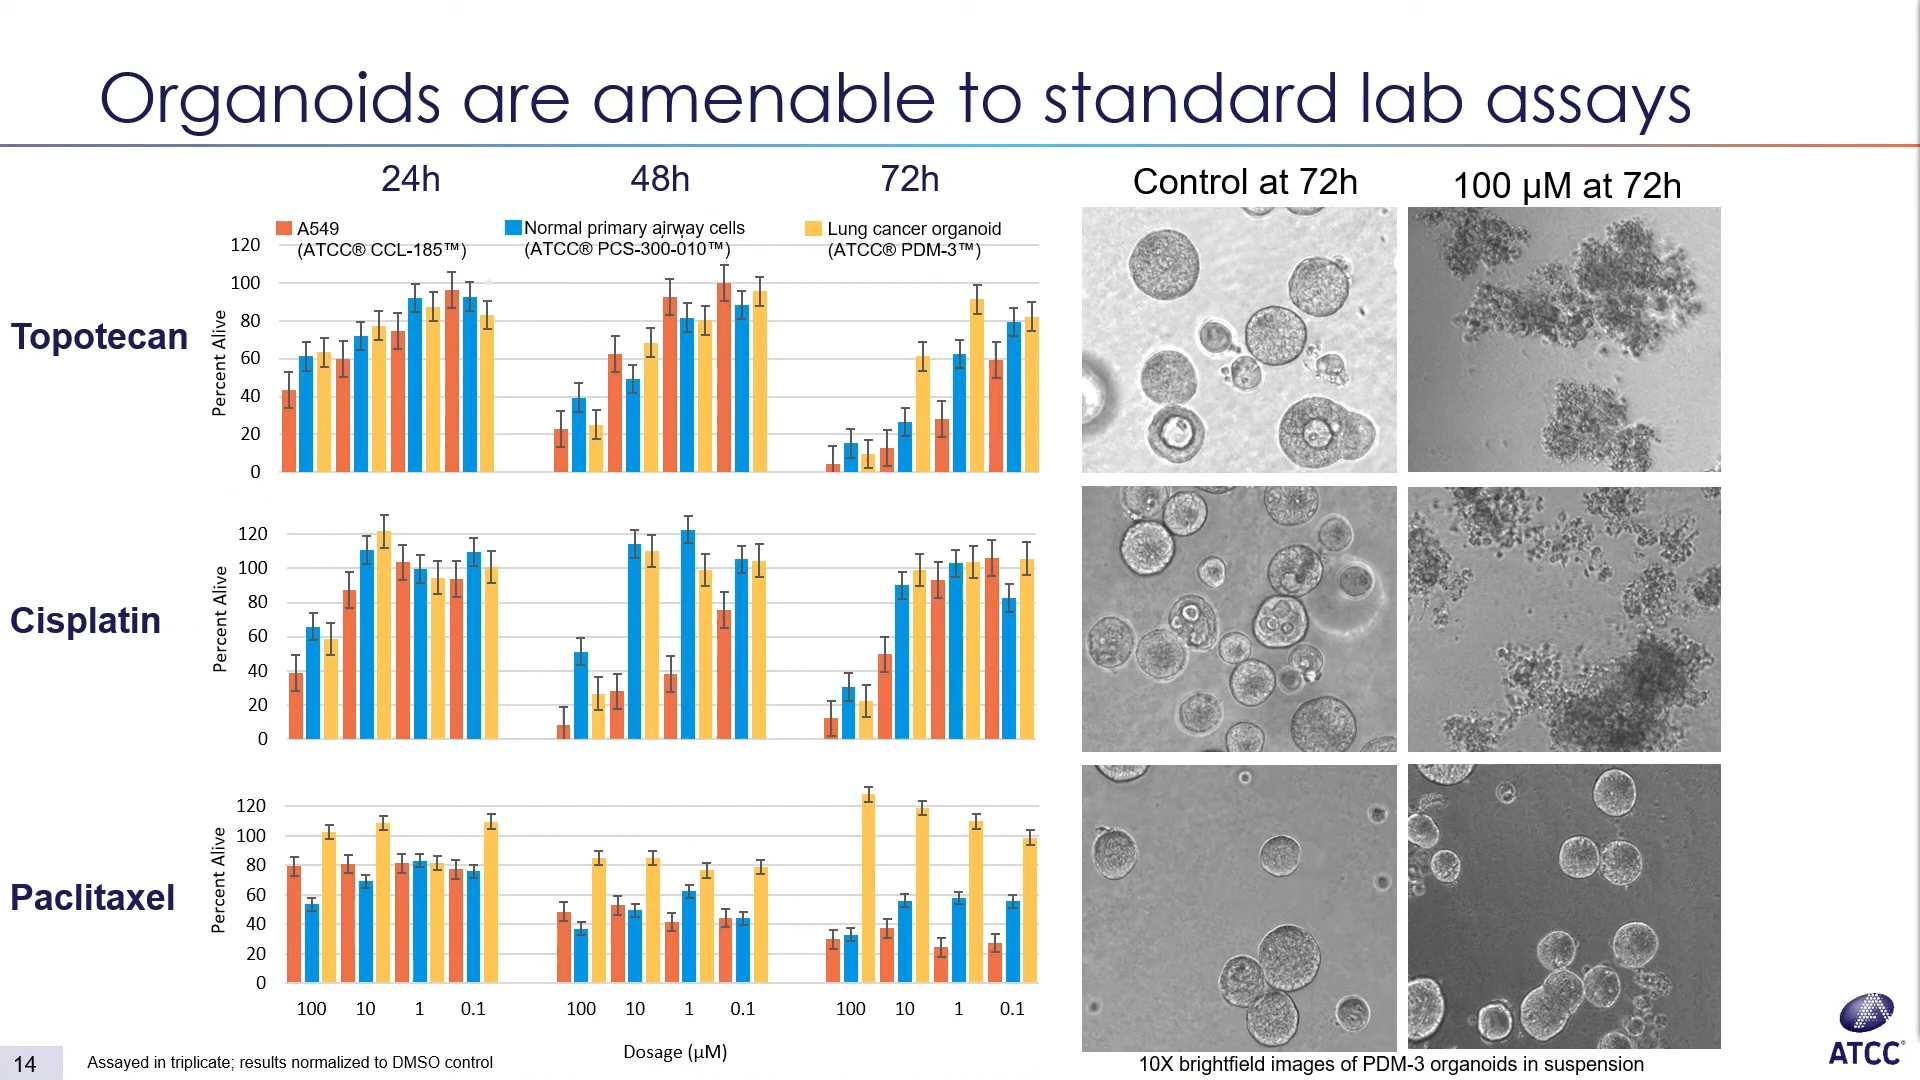 Organoids are amenable to standard lab assays
24h
48h
72h
Control at 72h
100 µM at 72h
A549
(ATCC® CCL-185™)
Normal primary airway cells
(ATCC® PCS-300-010™)
Lung cancer organoid
(ATCC® PDM-3™)
Topotecan
Percent Alive
120
100
80
60
40
20
0
Cisplatin
Percent Alive
120
100
80
60
40
20
0
Paclitaxel
Percent Alive
120
100
80
60
40
20
0
100 10 1 0.1
100 10 1 0.1
100 10 1 0.1
Dosage (µM)
14
Assayed in triplicate; results normalized to DMSO control
10X brightfield images of PDM-3 organoids in suspension
ATCC®